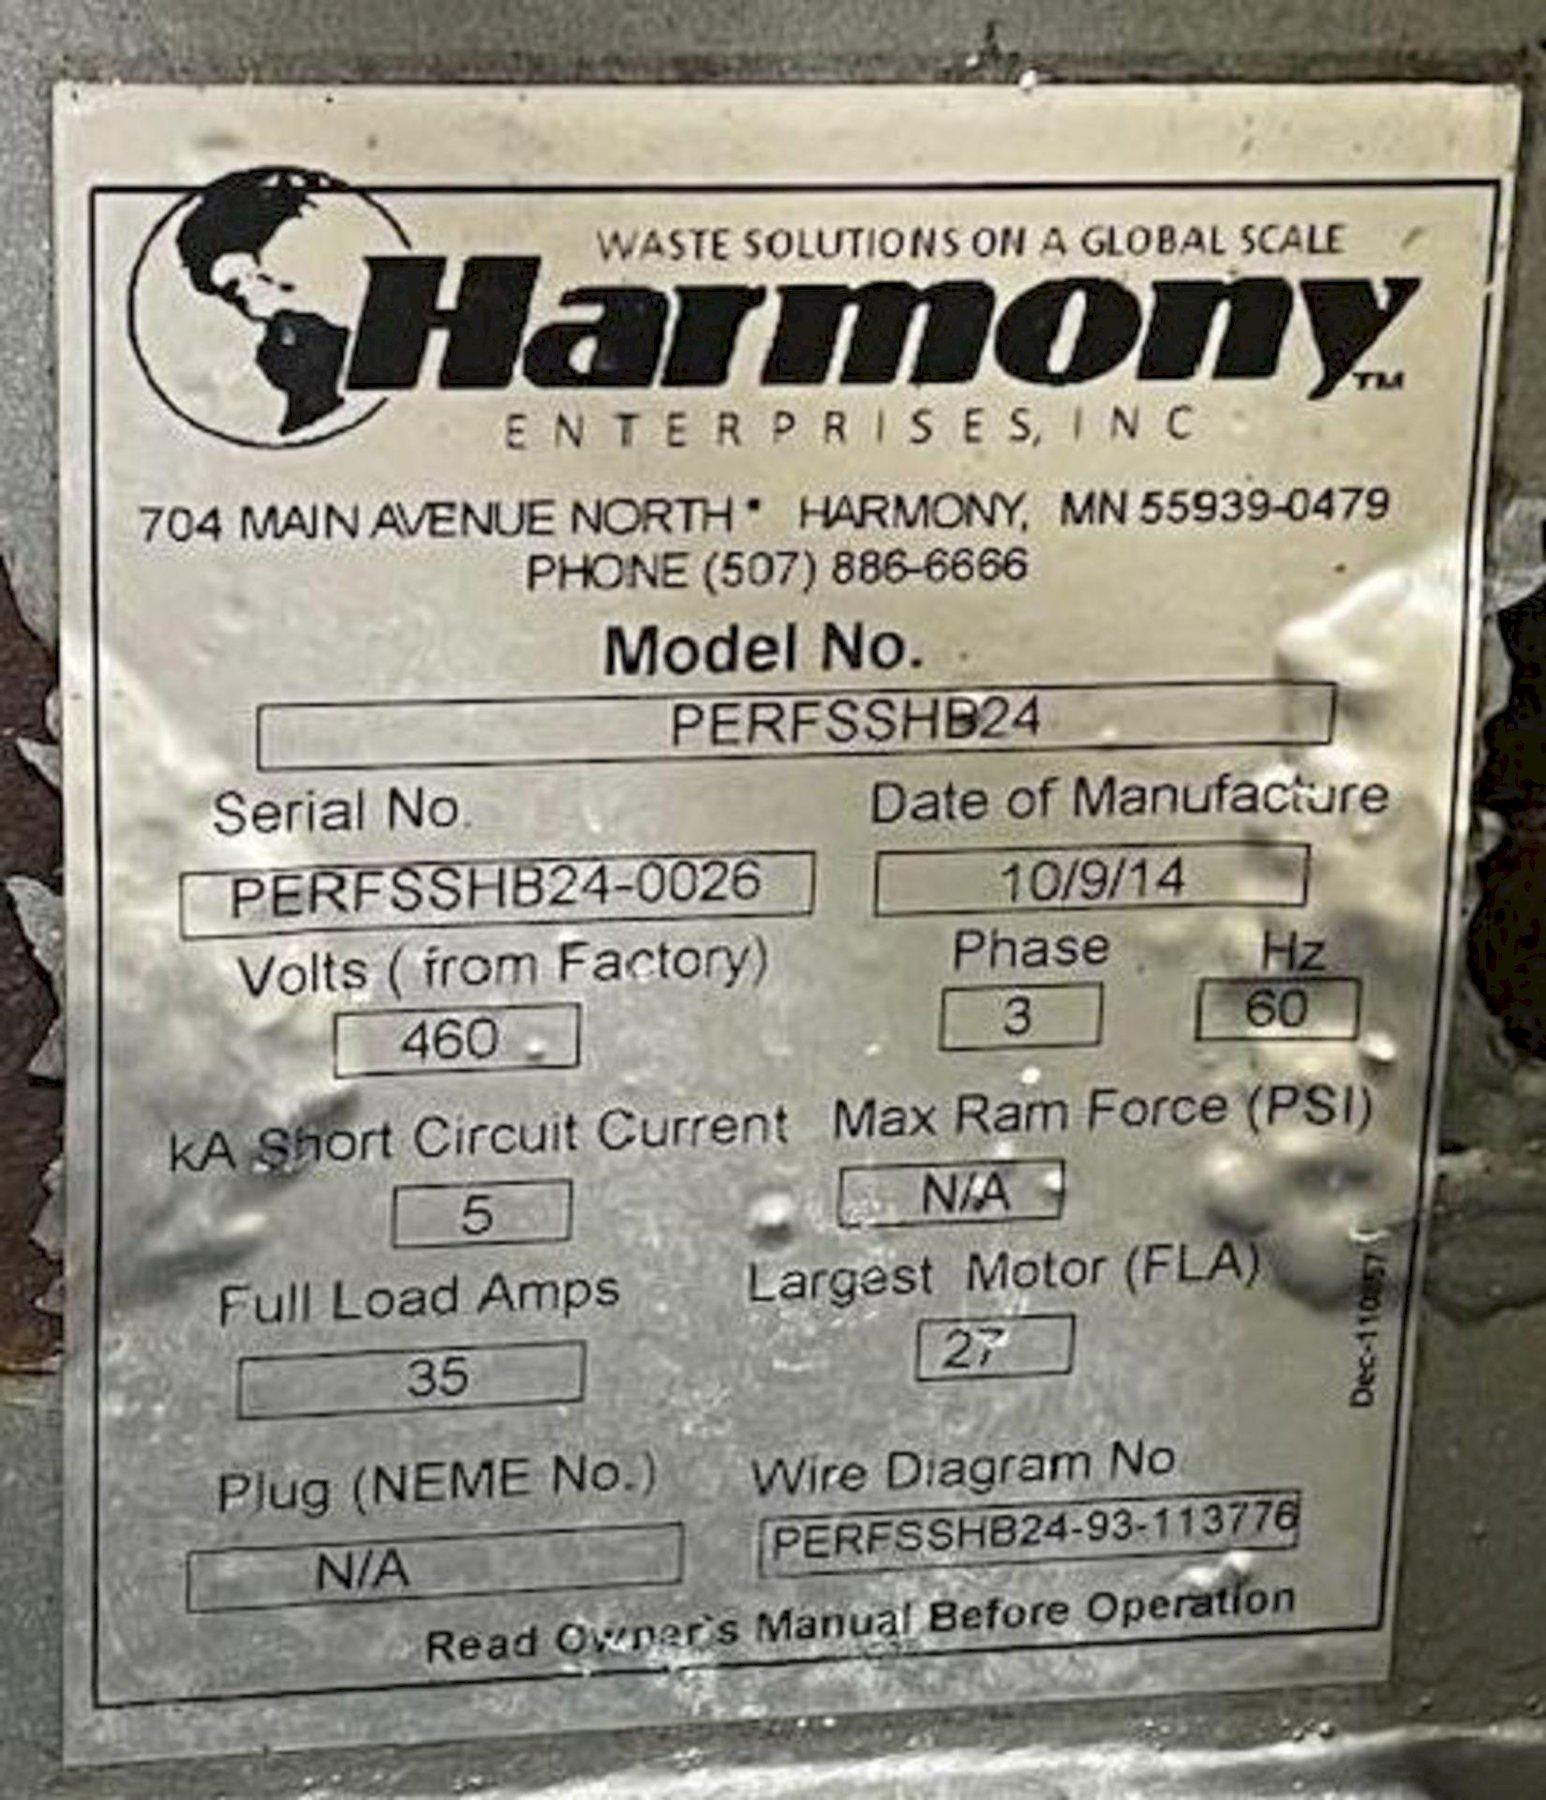 WASTE SOLUTIONS ON A GLOBAL SCALE
Harmony™
ENTERPRISES, INC
704 MAIN AVENUE NORTH • HARMONY, MN 55939-0479
PHONE (507) 886-6666
Model No.
PERFSSHB24
Serial No. Date of Manufacture
PERFSSHB24-0026 10/9/14
Volts ( from Factory) Phase Hz
460 3 60
kA Short Circuit Current Max Ram Force (PSI)
5 N/A
Full Load Amps Largest Motor (FLA)
35 27
Plug (NEME No.) Wire Diagram No
N/A PERFSSHB24-93-113776
Read Owner's Manual Before Operation